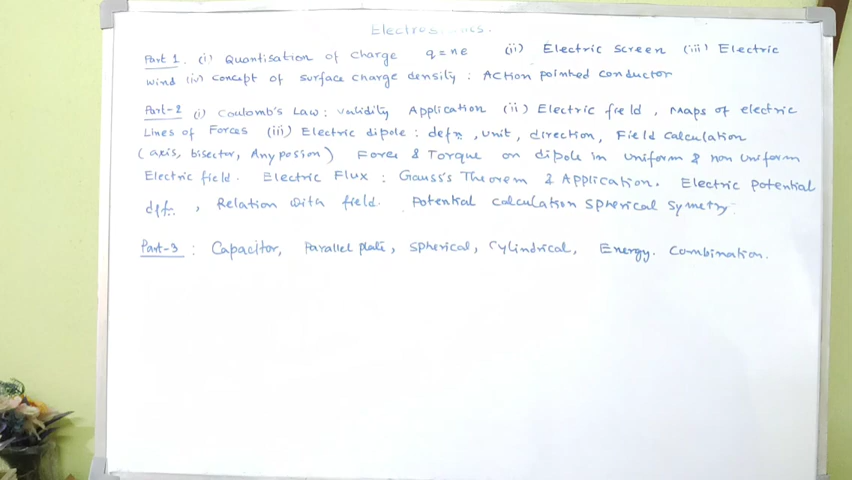 Electrostatics.
Part 1. (i) Quantisation of charge q = ne (ii) Electric screen (iii) Electric
wind (iv) concept of surface charge density : Action pointed conductor
Part-2 (i) Coulomb's Law : validity Application (ii) Electric field, Maps of electric
Lines of Forces (iii) Electric dipole : defn, unit, direction, Field calculation
(axis, bisector, Any posion) Forces & Torque on dipole in uniform & non uniform
Electric field. Electric Flux : Gauss's Theorem & Application. Electric potential
def. , Relation with field. Potential calculation spherical symetry.
Part-3 : Capacitor, Parallel plate, spherical, cylindrical, Energy. Combination.